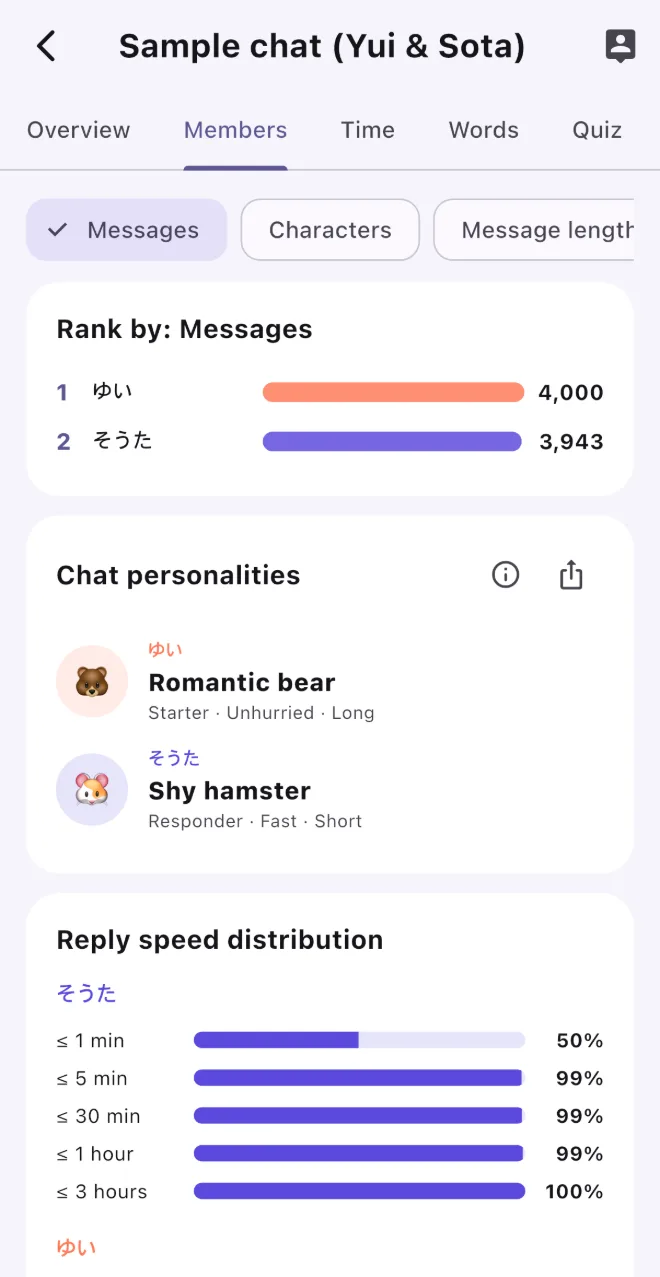 Sample chat (Yui & Sota)
Overview Members Time Words Quiz
Messages Characters Message length
Rank by: Messages
1 ゆい 4,000
2 そうた 3,943
Chat personalities
ゆい
Romantic bear
Starter · Unhurried · Long
そうた
Shy hamster
Responder · Fast · Short
Reply speed distribution
そうた
≤ 1 min 50%
≤ 5 min 99%
≤ 30 min 99%
≤ 1 hour 99%
≤ 3 hours 100%
ゆい